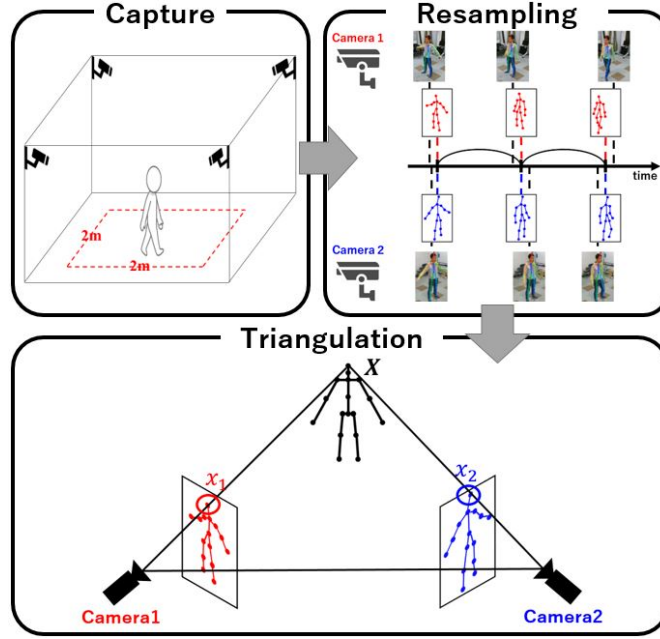 Capture
2m
2m
Resampling
Camera 1
time
Camera 2
Triangulation
X
x1
x2
Camera1
Camera2